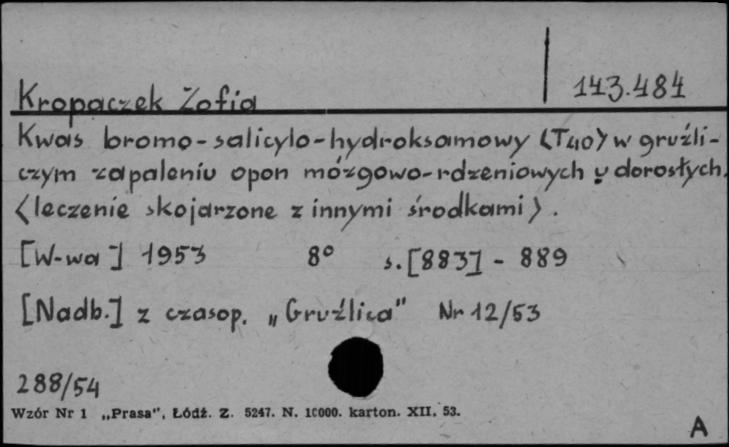 143.484
Kropaczek Zofia
Kwas bromo-salicylo-hydroksamowy (T40) w gruźli-
czym zapaleniu opon mózgowo-rdzeniowych u dorosłych.
(leczenie skojarzone z innymi środkami).
[W-wa] 1953 8° s.[883] - 889
[Nadb.] z czasop. „Gruźlica" Nr 12/53
288/54
Wzór Nr 1 „Prasa", Łódź. Z. 5247. N. 10000. karton. XII. 53.
A